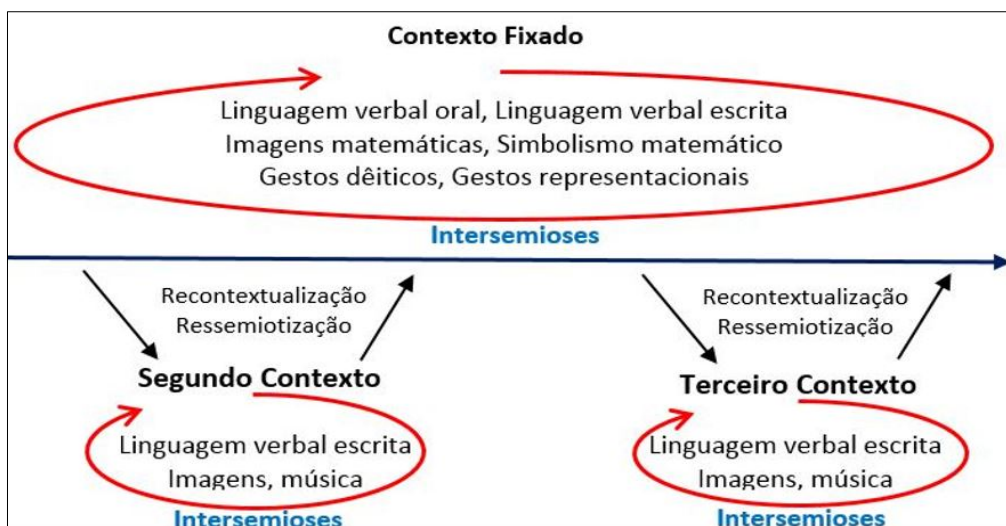 Contexto Fixado
Linguagem verbal oral, Linguagem verbal escrita
Imagens matemáticas, Simbolismo matemático
Gestos dêiticos, Gestos representacionais
Intersemioses
Recontextualização
Ressemiotização
Segundo Contexto
Linguagem verbal escrita
Imagens, música
Intersemioses
Recontextualização
Ressemiotização
Terceiro Contexto
Linguagem verbal escrita
Imagens, música
Intersemioses